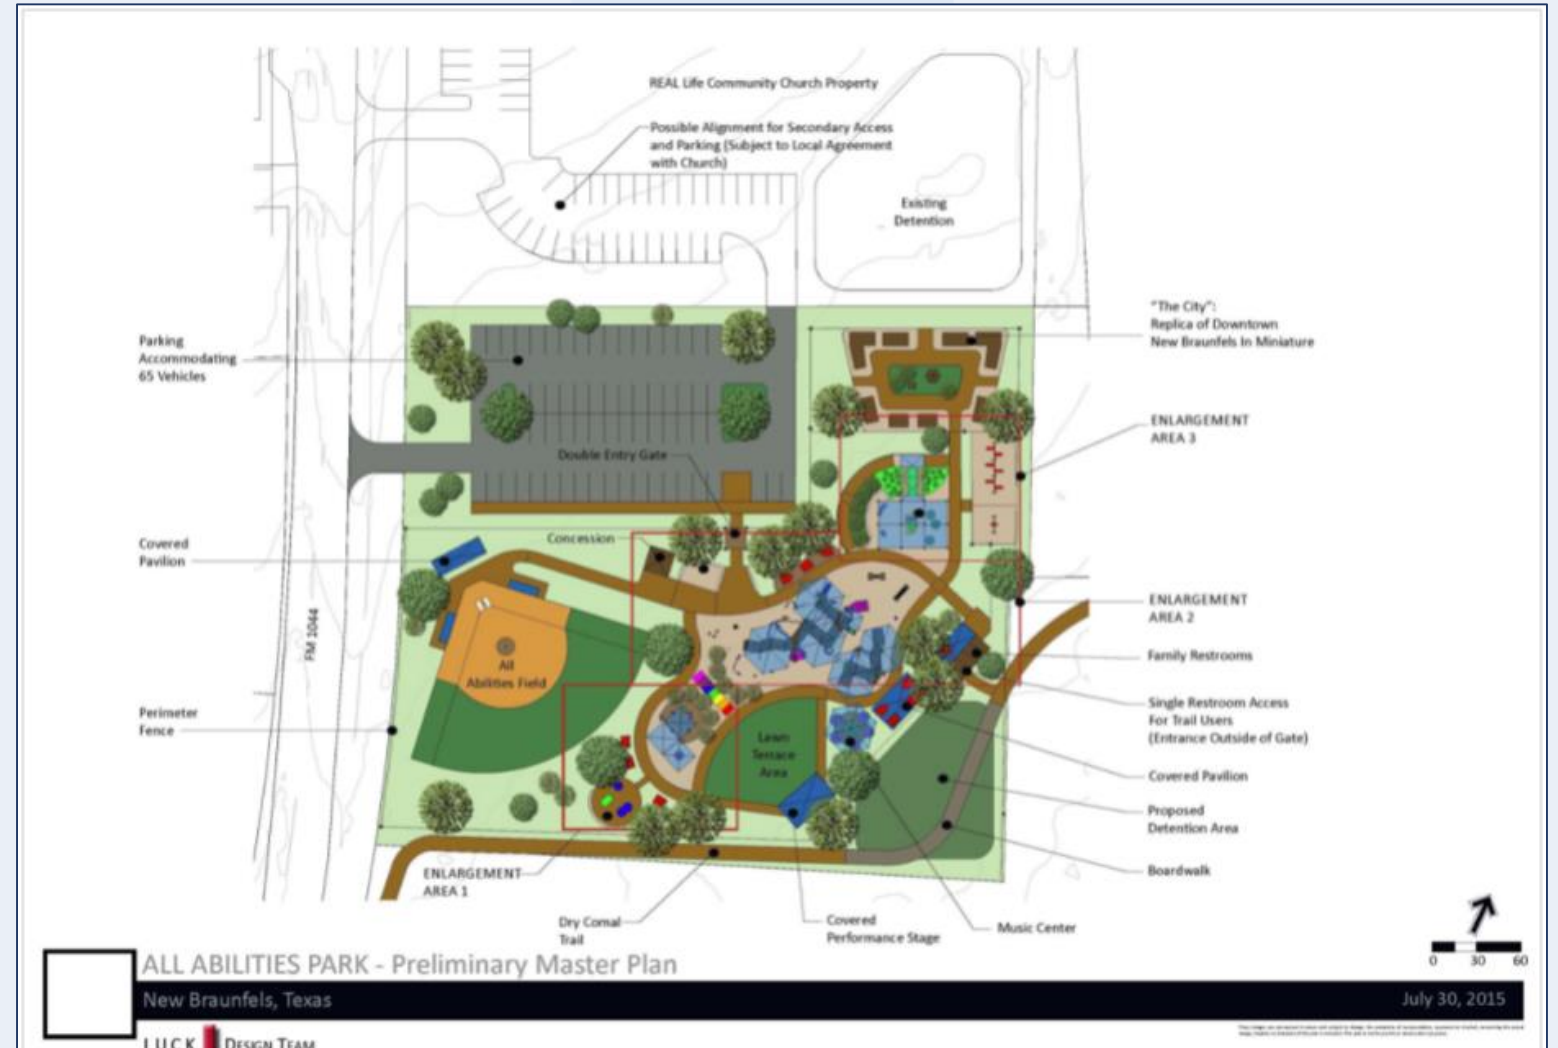 REAL Life Community Church Property
Possible Alignment for Secondary Access
and Parking (Subject to Local Agreement
with Church)
Existing
Detention
"The City":
Replica of Downtown
New Braunfels In Miniature
Parking
Accommodating
65 Vehicles
ENLARGEMENT
AREA 3
Double Entry Gate
Concession
Covered
Pavilion
ENLARGEMENT
AREA 2
FM 1044
Family Restrooms
All
Abilities Field
Single Restroom Access
For Trail Users
(Entrance Outside of Gate)
Perimeter
Fence
Lawn
Terrace
Area
Covered Pavilion
Proposed
Detention Area
Boardwalk
ENLARGEMENT
AREA 1
Dry Comal
Trail
Covered
Performance Stage
Music Center
0 30 60
ALL ABILITIES PARK - Preliminary Master Plan
New Braunfels, Texas
July 30, 2015
LUCK DESIGN TEAM